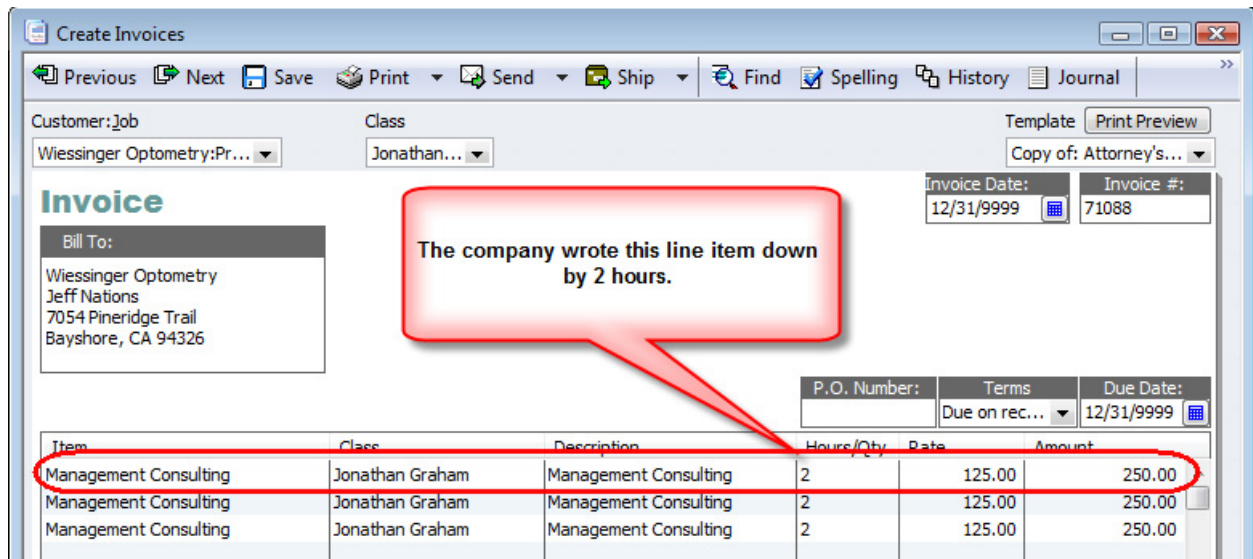 Create Invoices
Previous Next Save Print Send Ship Find Spelling History Journal
Customer:Job Class Template Print Preview
Wiessinger Optometry:Pr... Jonathan... Copy of: Attorney's...
Invoice
Invoice Date: Invoice #:
12/31/9999 71088
Bill To:
Wiessinger Optometry
Jeff Nations
7054 Pineridge Trail
Bayshore, CA 94326
The company wrote this line item down
by 2 hours.
P.O. Number: Terms Due Date:
Due on rec... 12/31/9999
Item Class Description Hours/Qty Rate Amount
Management Consulting Jonathan Graham Management Consulting 2 125.00 250.00
Management Consulting Jonathan Graham Management Consulting 2 125.00 250.00
Management Consulting Jonathan Graham Management Consulting 2 125.00 250.00